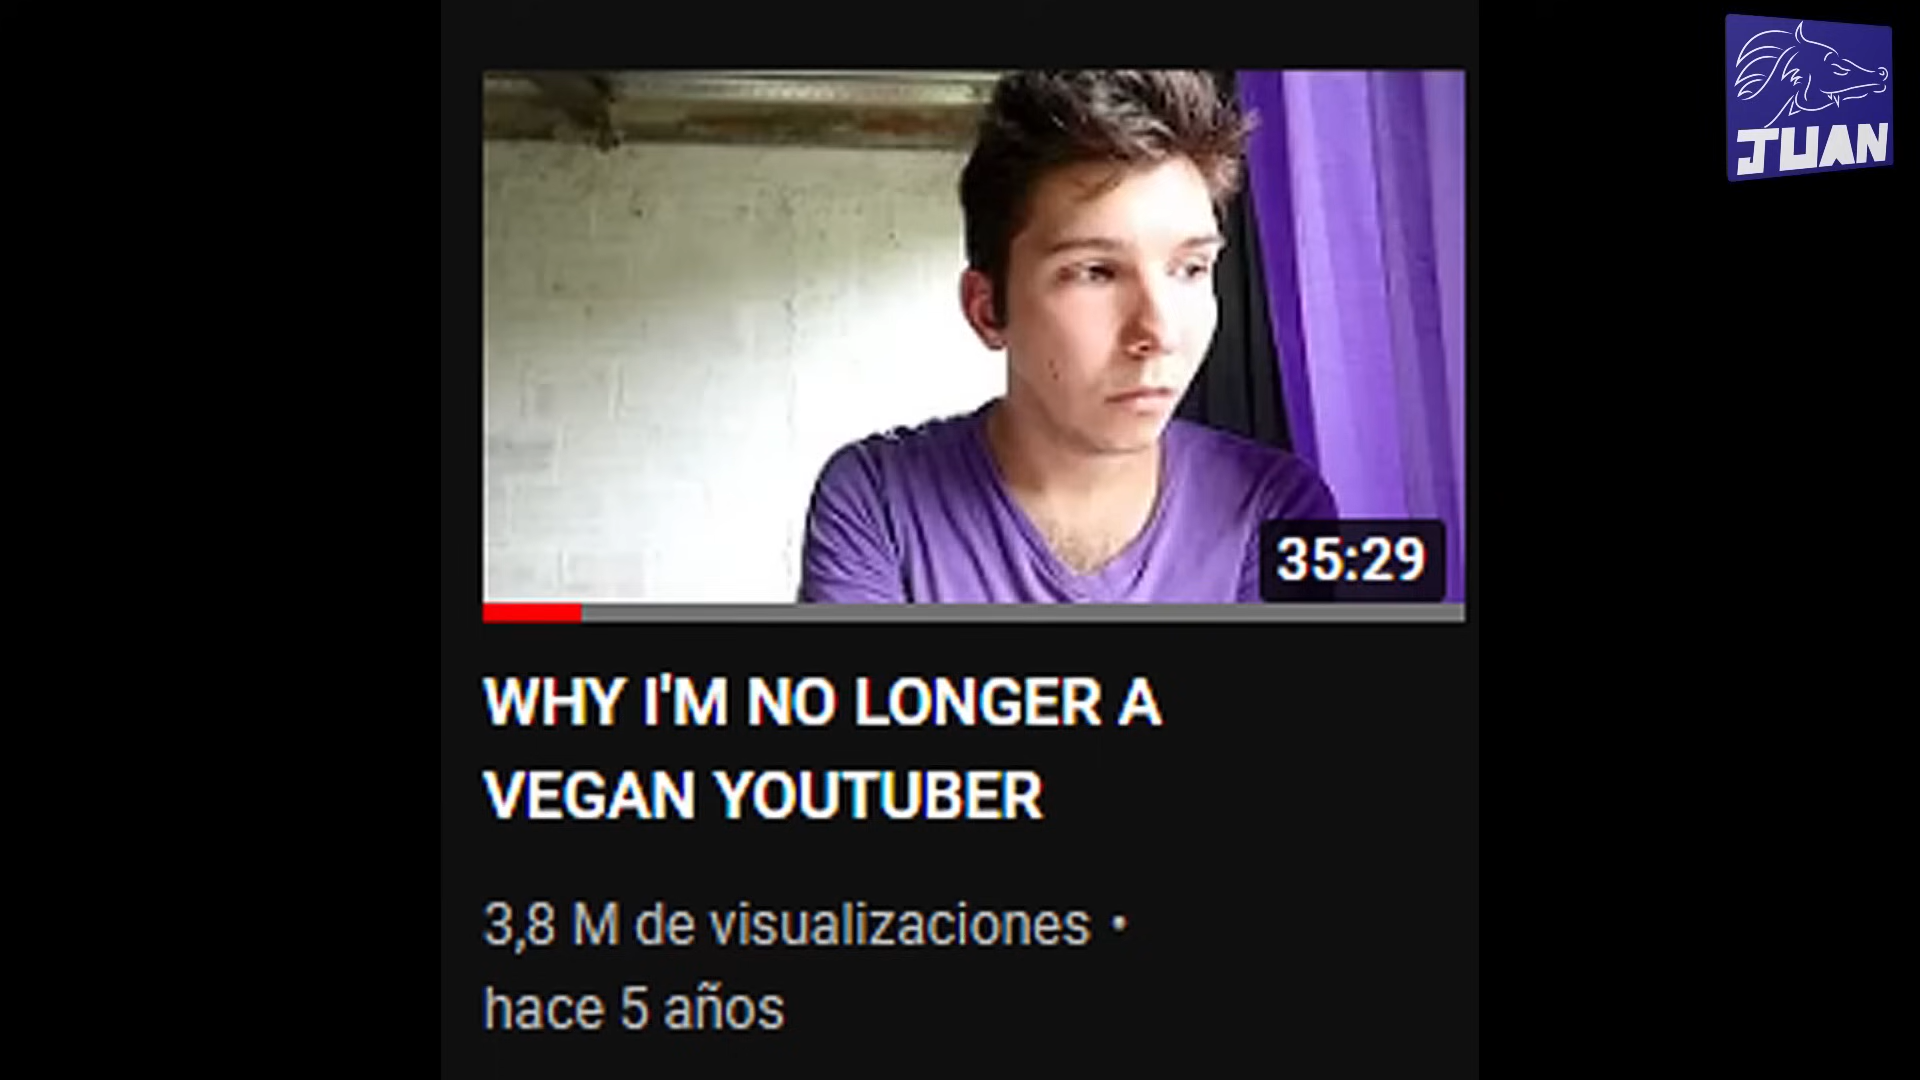 JUAN
35:29
WHY I'M NO LONGER A
VEGAN YOUTUBER
3,8 M de visualizaciones •
hace 5 años